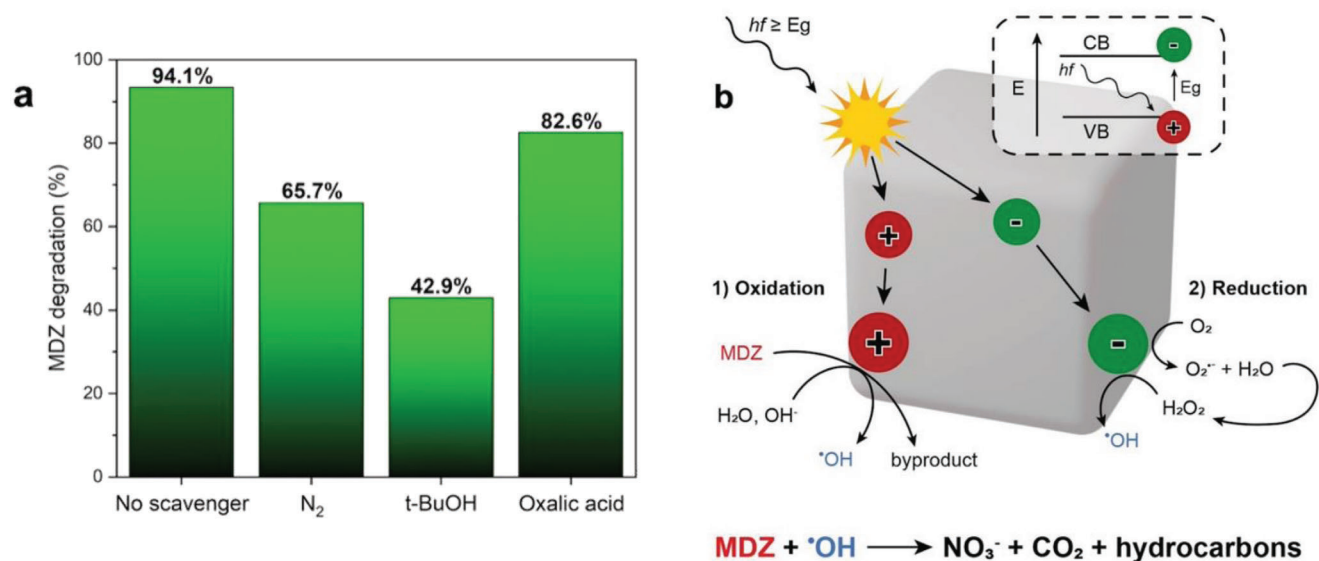 a
MDZ degradation (%)
100
80
60
40
20
0
94.1%
65.7%
42.9%
82.6%
No scavenger
N₂
t-BuOH
Oxalic acid
b
hf ≥ Eg
E
CB
-
hf
Eg
VB
+
+
-
1) Oxidation
2) Reduction
+
-
MDZ
H₂O, OH⁻
•OH
byproduct
O₂
O₂•⁻ + H₂O
H₂O₂
•OH
MDZ + •OH ⟶ NO₃⁻ + CO₂ + hydrocarbons